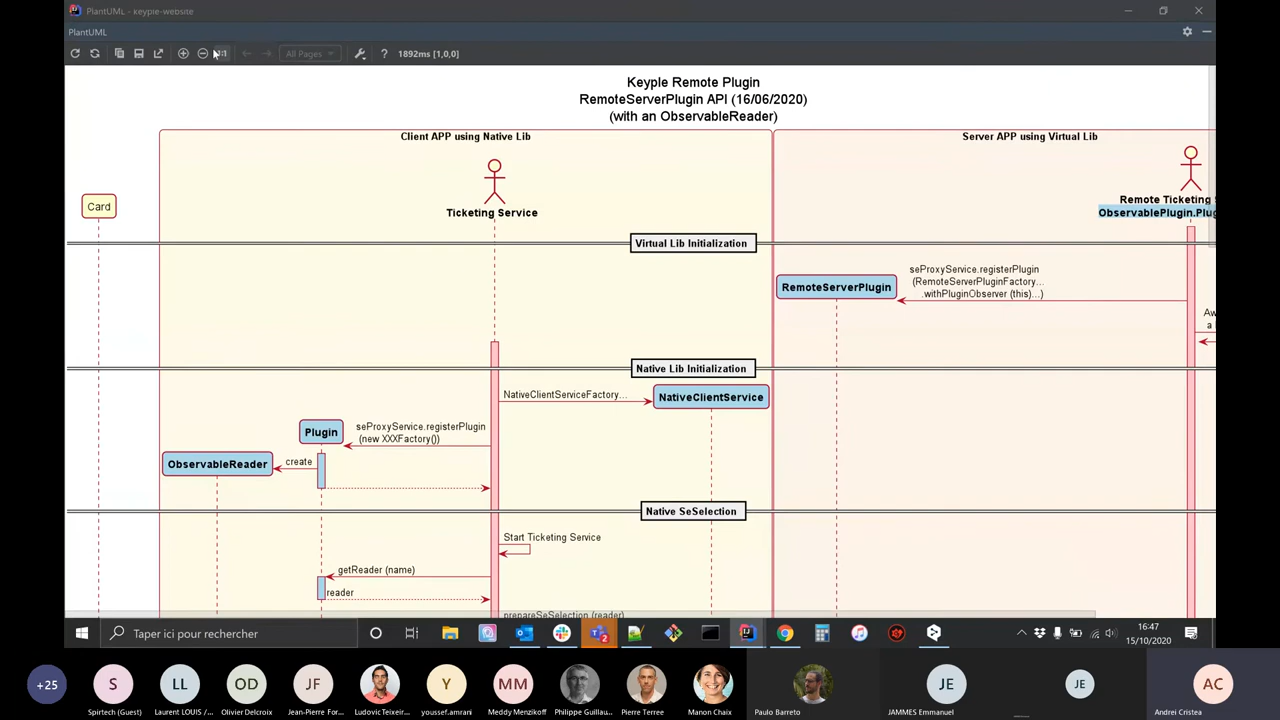 PlantUML - keyple-website
PlantUML
All Pages
1892ms [1,0,0]
Keyple Remote Plugin
RemoteServerPlugin API (16/06/2020)
(with an ObservableReader)
Client APP using Native Lib
Server APP using Virtual Lib
Card
Ticketing Service
Remote Ticketing S
ObservablePlugin.Plug
Virtual Lib Initialization
RemoteServerPlugin
seProxyService.registerPlugin
(RemoteServerPluginFactory...
.withPluginObserver (this)...)
Aw
a
Native Lib Initialization
NativeClientServiceFactory...
NativeClientService
Plugin
seProxyService.registerPlugin
(new XXXFactory())
ObservableReader
create
Native SeSelection
Start Ticketing Service
getReader (name)
reader
prepareSeSelection (reader)
Taper ici pour rechercher
2
16:47
15/10/2020
+25
S
LL
OD
JF
Y
MM
JE
JE
AC
Spirtech (Guest)
Laurent LOUIS /...
Olivier Delcroix
Jean-Pierre For...
Ludovic Teixeir...
youssef.amrani
Meddy Menzikoff
Philippe Guillau...
Pierre Terree
Manon Chaix
Paulo Barreto
JAMMES Emmanuel
Andrei Cristea